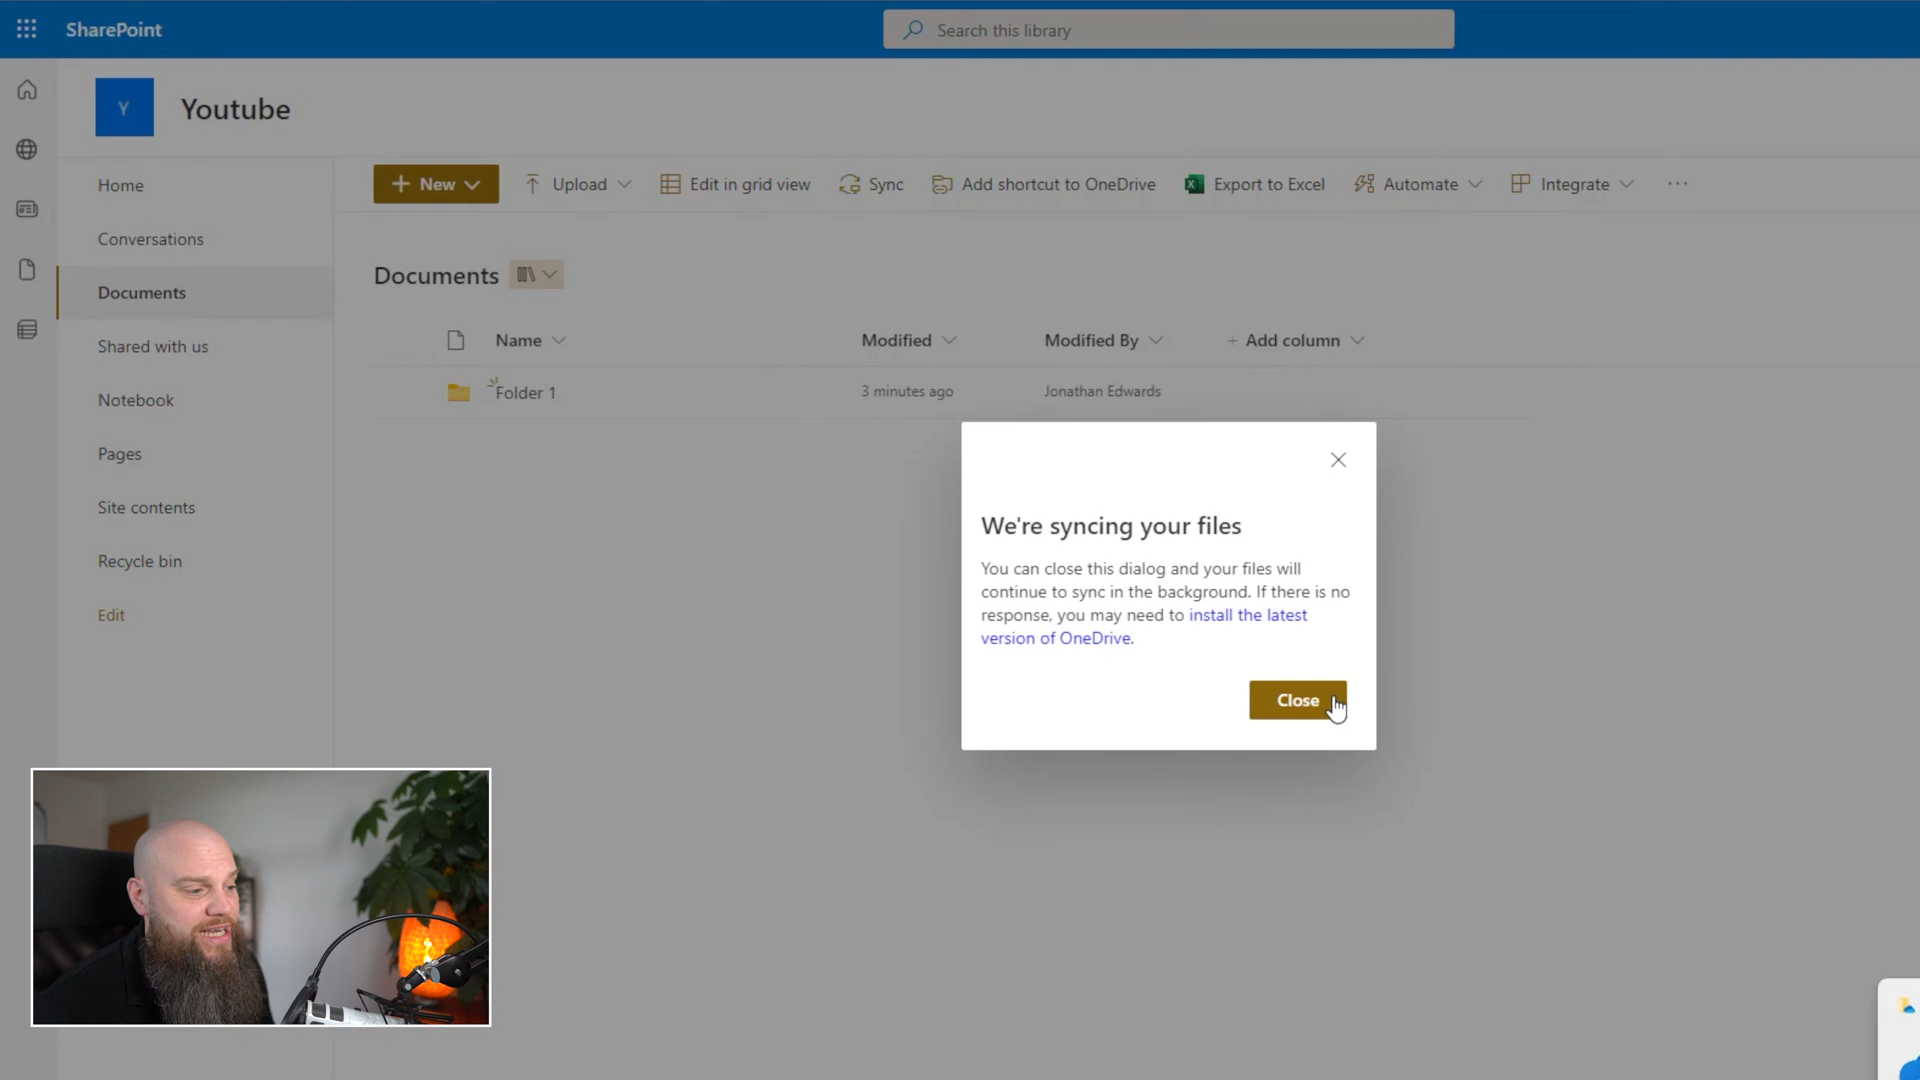 SharePoint
Search this library
Y
Youtube
Home
Conversations
Documents
Shared with us
Notebook
Pages
Site contents
Recycle bin
Edit
+ New
Upload
Edit in grid view
Sync
Add shortcut to OneDrive
Export to Excel
Automate
Integrate
...
Documents
Name
Modified
Modified By
+ Add column
Folder 1
3 minutes ago
Jonathan Edwards
We're syncing your files
You can close this dialog and your files will
continue to sync in the background. If there is no
response, you may need to install the latest
version of OneDrive.
Close